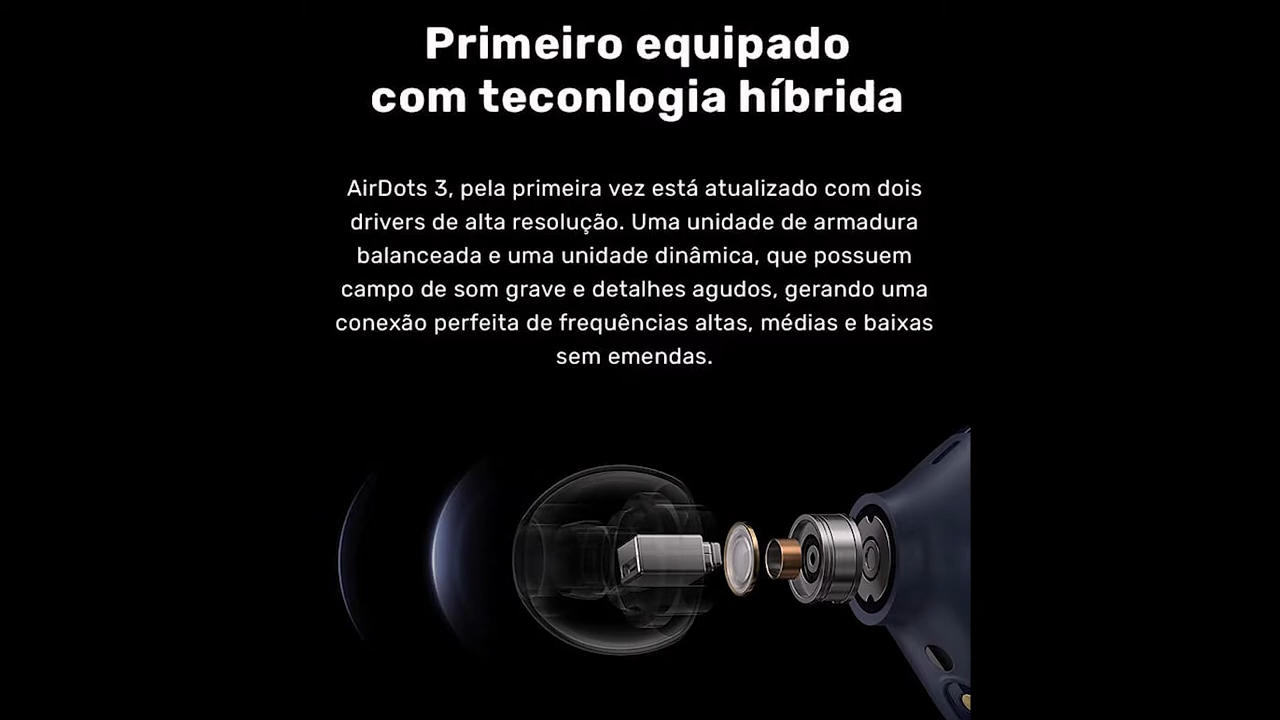 Primeiro equipado
com teconlogia híbrida
AirDots 3, pela primeira vez está atualizado com dois
drivers de alta resolução. Uma unidade de armadura
balanceada e uma unidade dinâmica, que possuem
campo de som grave e detalhes agudos, gerando uma
conexão perfeita de frequências altas, médias e baixas
sem emendas.